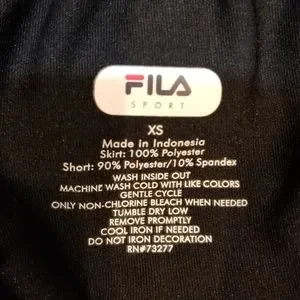 FILA
SPORT
XS
Made in Indonesia
Skirt: 100% Polyester
Short: 90% Polyester/10% Spandex
WASH INSIDE OUT
MACHINE WASH COLD WITH LIKE COLORS
GENTLE CYCLE
ONLY NON-CHLORINE BLEACH WHEN NEEDED
TUMBLE DRY LOW
REMOVE PROMPTLY
COOL IRON IF NEEDED
DO NOT IRON DECORATION
RN#73277